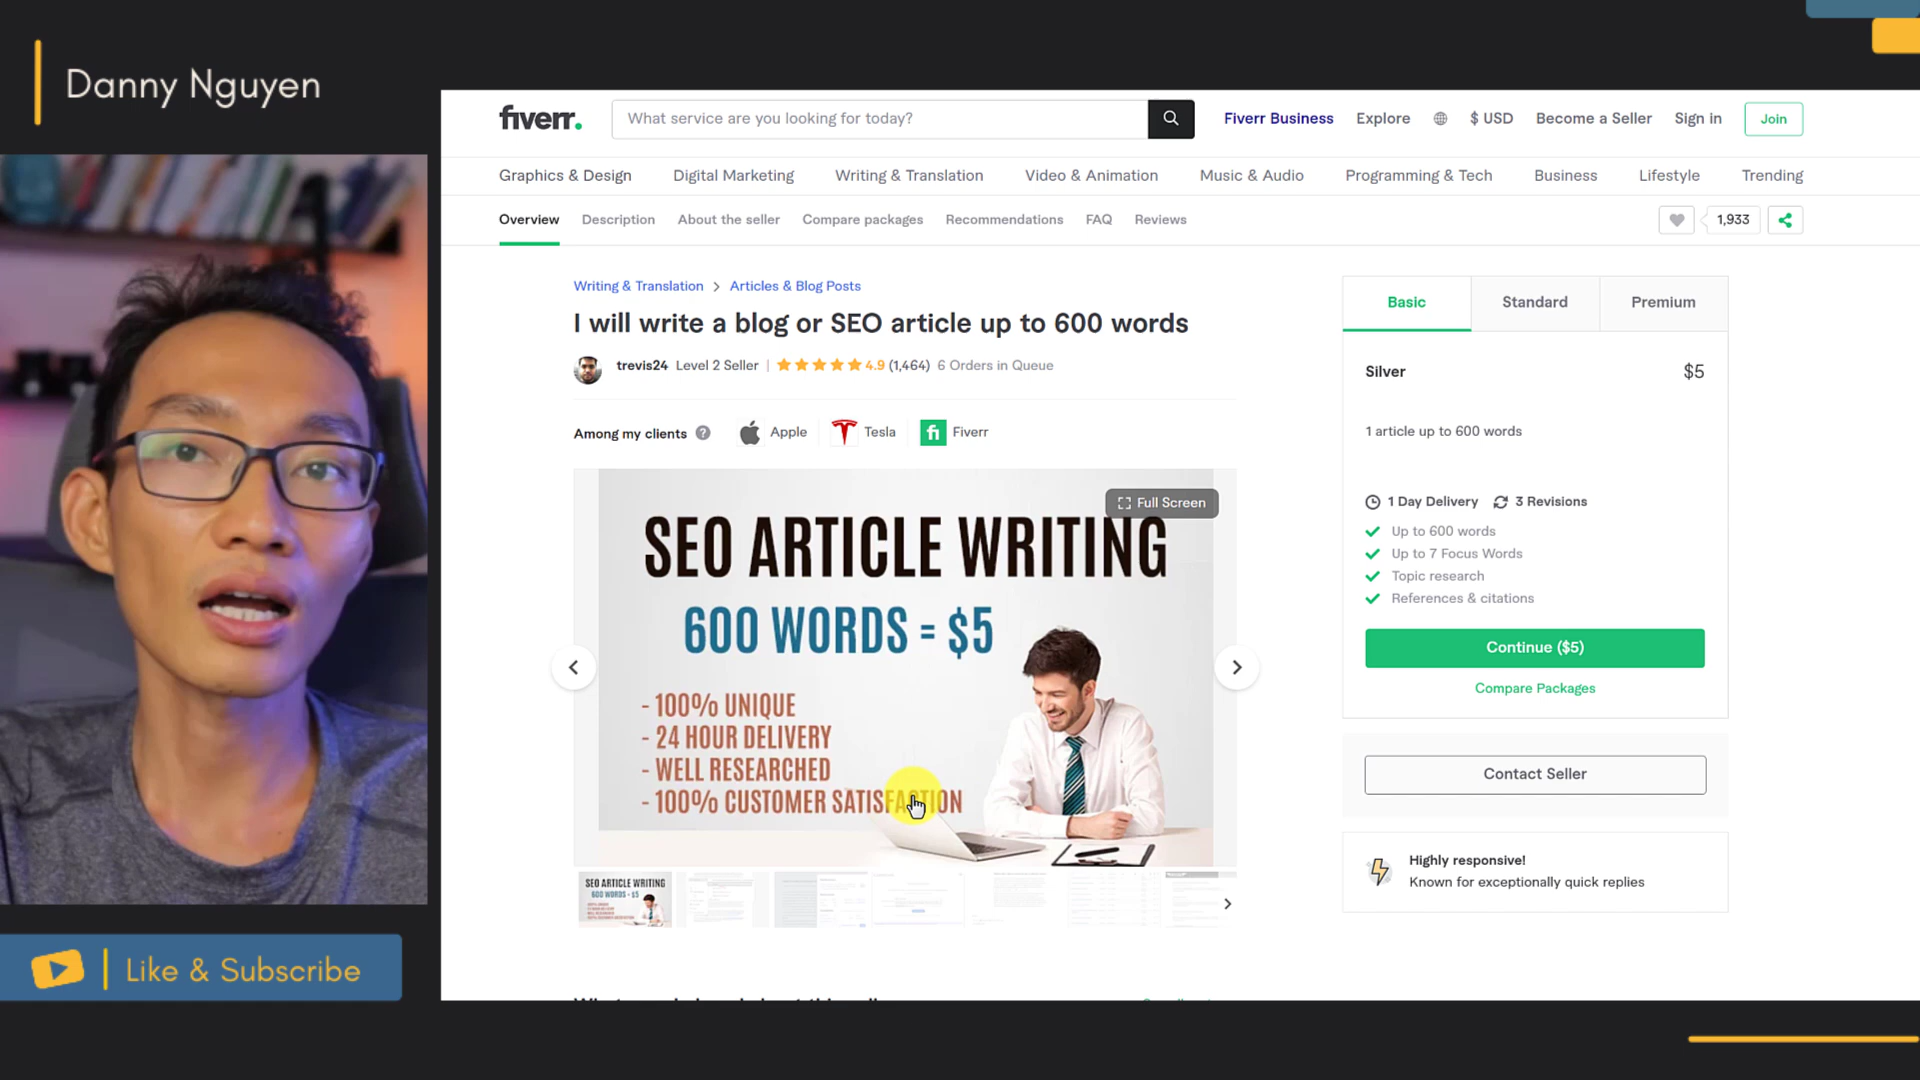 Danny Nguyen
fiverr.
What service are you looking for today?
Fiverr Business
Explore
$ USD
Become a Seller
Sign in
Join
Graphics & Design
Digital Marketing
Writing & Translation
Video & Animation
Music & Audio
Programming & Tech
Business
Lifestyle
Trending
Overview
Description
About the seller
Compare packages
Recommendations
FAQ
Reviews
1,933
Writing & Translation > Articles & Blog Posts
I will write a blog or SEO article up to 600 words
trevis24 Level 2 Seller | 4.9 (1,464) 6 Orders in Queue
Among my clients ? Apple Tesla fi Fiverr
Full Screen
SEO ARTICLE WRITING
600 WORDS = $5
- 100% UNIQUE
- 24 HOUR DELIVERY
- WELL RESEARCHED
- 100% CUSTOMER SATISFACTION
SEO ARTICLE WRITING
600 WORDS = $5
Basic
Standard
Premium
Silver $5
1 article up to 600 words
1 Day Delivery 3 Revisions
Up to 600 words
Up to 7 Focus Words
Topic research
References & citations
Continue ($5)
Compare Packages
Contact Seller
Highly responsive!
Known for exceptionally quick replies
Like & Subscribe